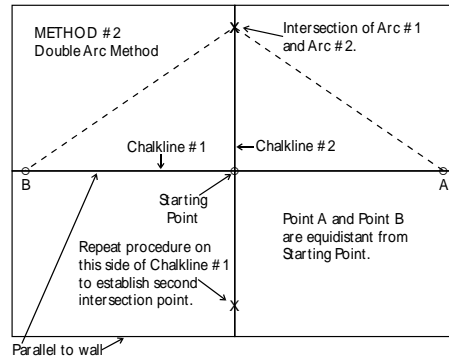 METHOD #2
Double Arc Method
Intersection of Arc #1
and Arc #2.
Chalkline #1
Chalkline #2
B
A
Starting
Point
Point A and Point B
are equidistant from
Starting Point.
Repeat procedure on
this side of Chalkline #1
to establish second
intersection point.
Parallel to wall